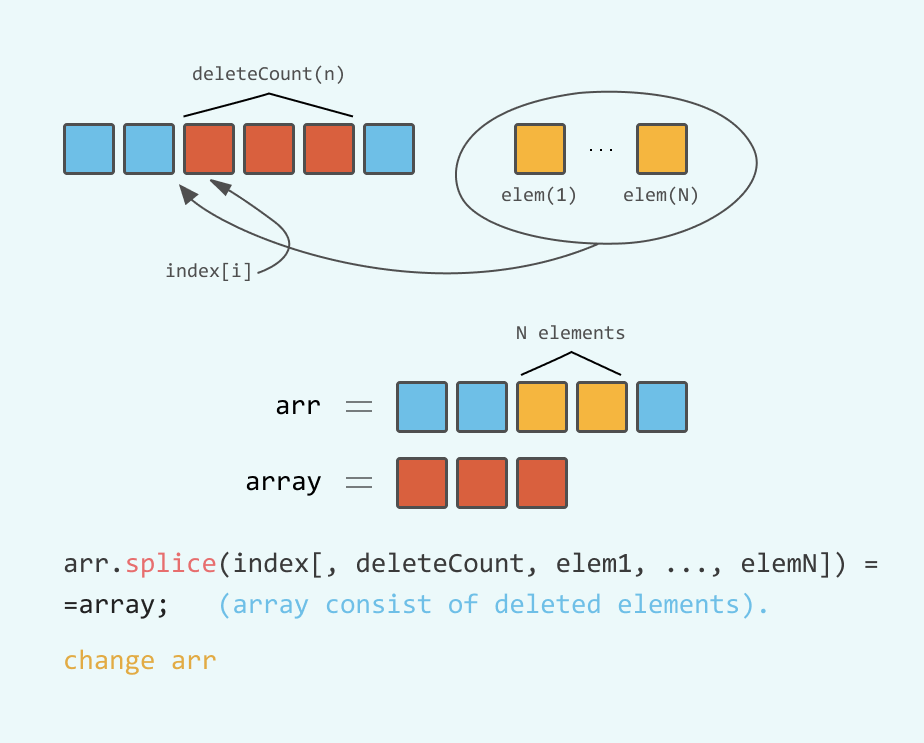 deleteCount(n)
...
elem(1)
elem(N)
index[i]
N elements
arr =
array =
arr.splice(index[, deleteCount, elem1, ..., elemN]) =
=array; (array consist of deleted elements).
change arr